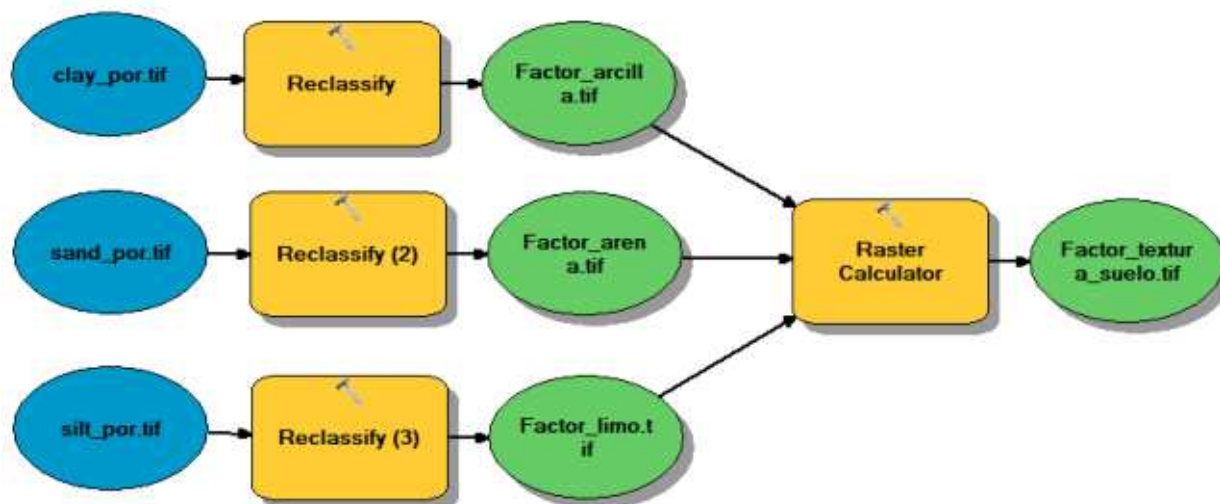 clay_por.tif
Reclassify
Factor_arcill
a.tif
sand_por.tif
Reclassify (2)
Factor_aren
a.tif
Raster
Calculator
Factor_textur
a_suelo.tif
silt_por.tif
Reclassify (3)
Factor_limo.t
if